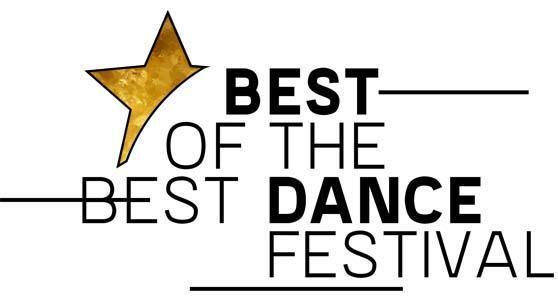 BEST
OF THE
BEST DANCE
FESTIVAL